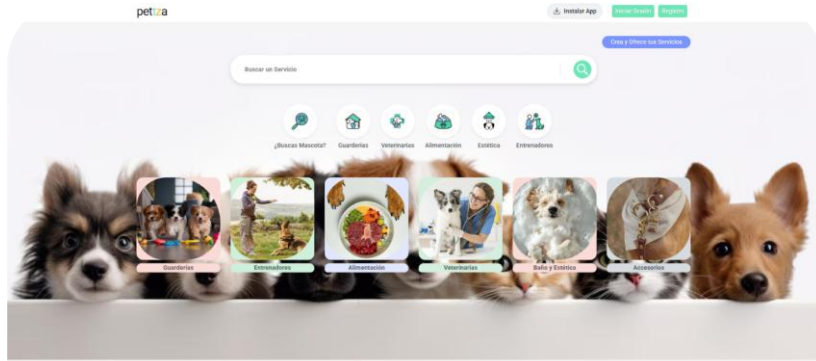 petizza
Instalar App
Iniciar Sesión
Registro
Crea y Ofrece tus Servicios
Buscar un Servicio
¿Buscas Mascota?
Guarderías
Veterinarias
Alimentación
Estética
Entrenadores
Guarderías
Entrenadores
Alimentación
Veterinarias
Baño y Estética
Accesorios